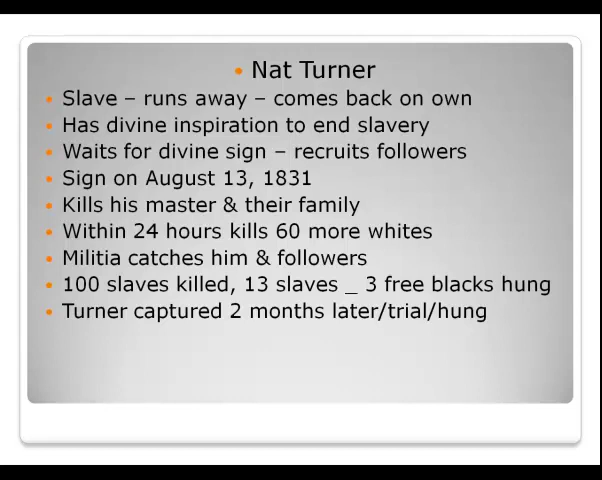 • Nat Turner
• Slave – runs away – comes back on own
• Has divine inspiration to end slavery
• Waits for divine sign – recruits followers
• Sign on August 13, 1831
• Kills his master & their family
• Within 24 hours kills 60 more whites
• Militia catches him & followers
• 100 slaves killed, 13 slaves _ 3 free blacks hung
• Turner captured 2 months later/trial/hung